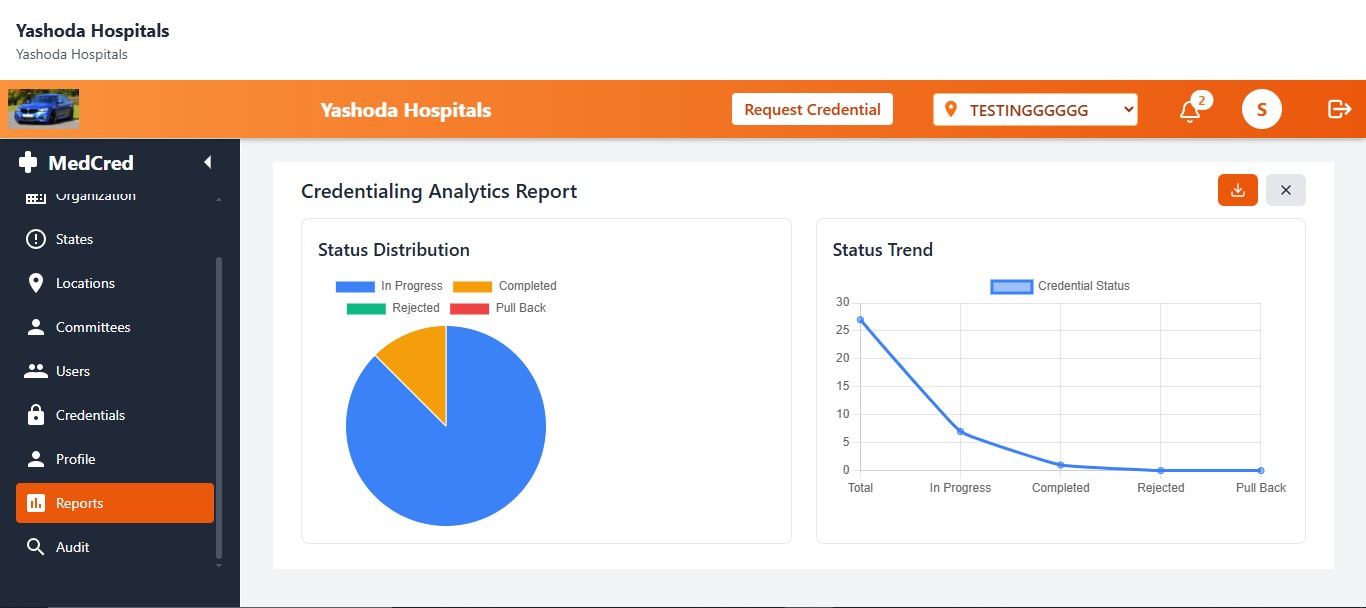 Yashoda Hospitals
Yashoda Hospitals
Yashoda Hospitals
Request Credential
TESTINGGGGGG
2
S
MedCred
Organization
States
Locations
Committees
Users
Credentials
Profile
Reports
Audit
Credentialing Analytics Report
Status Distribution
In Progress
Completed
Rejected
Pull Back
Status Trend
Credential Status
30
25
20
15
10
5
0
Total
In Progress
Completed
Rejected
Pull Back